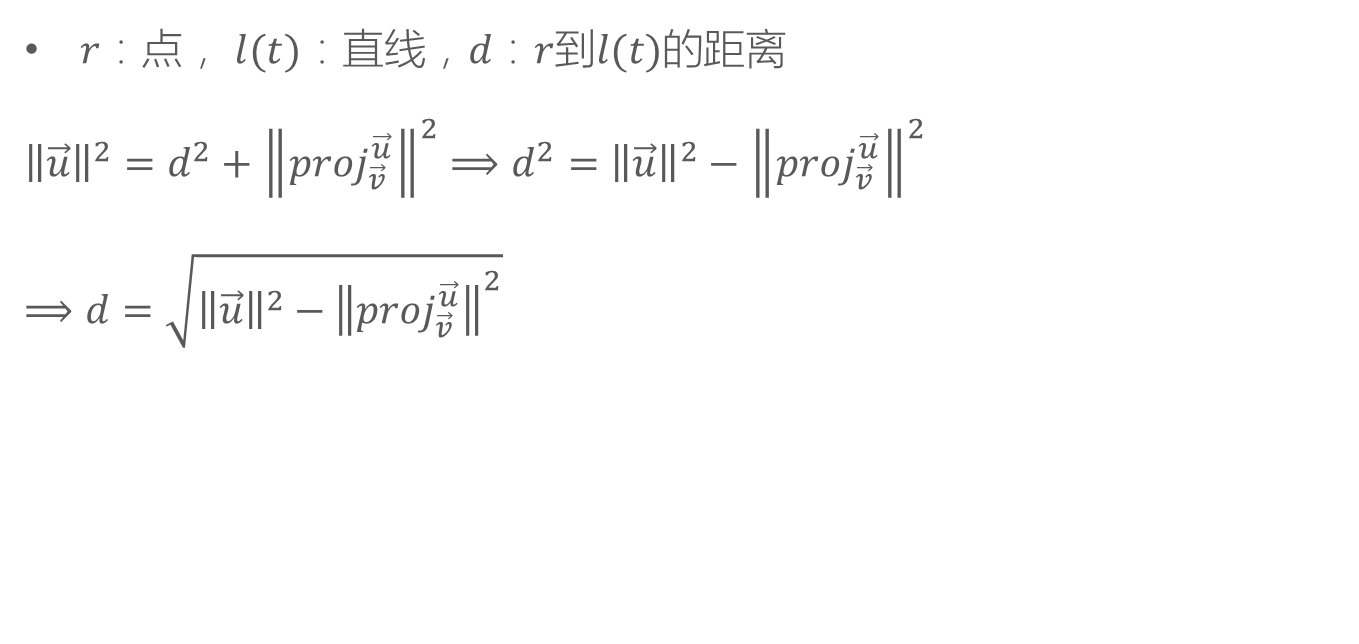 • r：点，l(t)：直线，d：r到l(t)的距离
‖u⃗‖² = d² + ‖proj_v⃗^u⃗‖² ⟹ d² = ‖u⃗‖² − ‖proj_v⃗^u⃗‖²
⟹ d = √(‖u⃗‖² − ‖proj_v⃗^u⃗‖²)